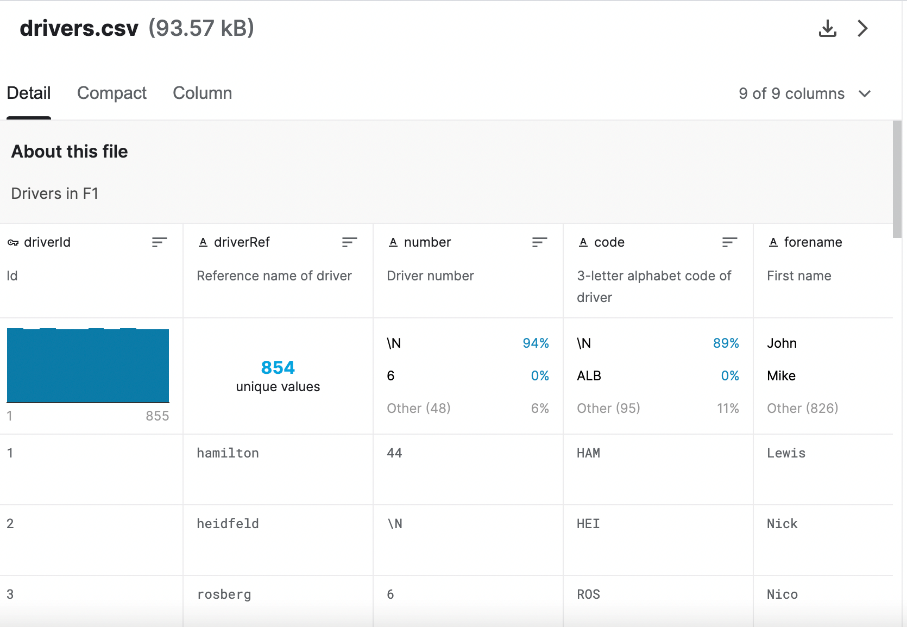 drivers.csv (93.57 kB)
Detail Compact Column 9 of 9 columns
About this file
Drivers in F1
driverId driverRef number code forename
Id Reference name of driver Driver number 3-letter alphabet code of First name
driver
\N 94% \N 89% John
854
unique values
6 0% ALB 0% Mike
Other (48) 6% Other (95) 11% Other (826)
1 855
1 hamilton 44 HAM Lewis
2 heidfeld \N HEI Nick
3 rosberg 6 ROS Nico